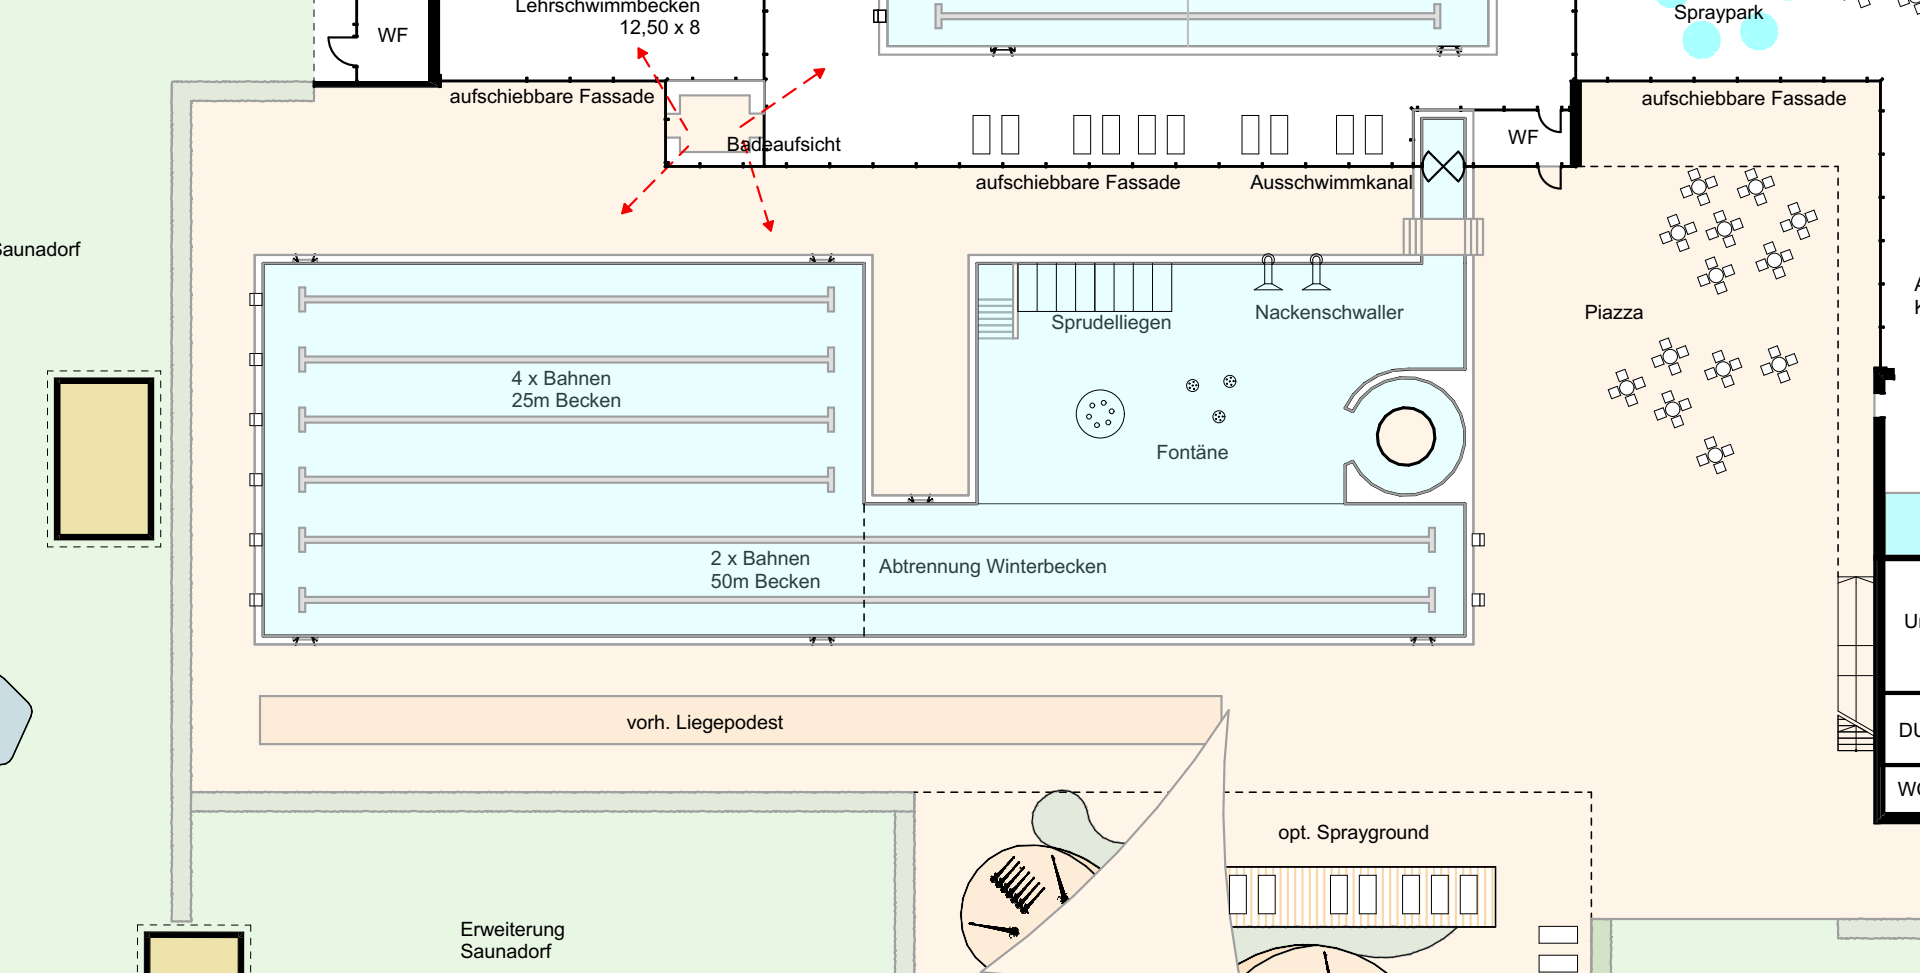 Lehrschwimmbecken
12,50 x 8
Spraypark
WF
aufschiebbare Fassade
aufschiebbare Fassade
Badeaufsicht
WF
aufschiebbare Fassade
Ausschwimmkanal
Saunadorf
Sprudelliegen
Nackenschwaller
Piazza
4 x Bahnen
25m Becken
Fontäne
2 x Bahnen
50m Becken
Abtrennung Winterbecken
vorh. Liegepodest
DU
opt. Sprayground
Erweiterung
Saunadorf